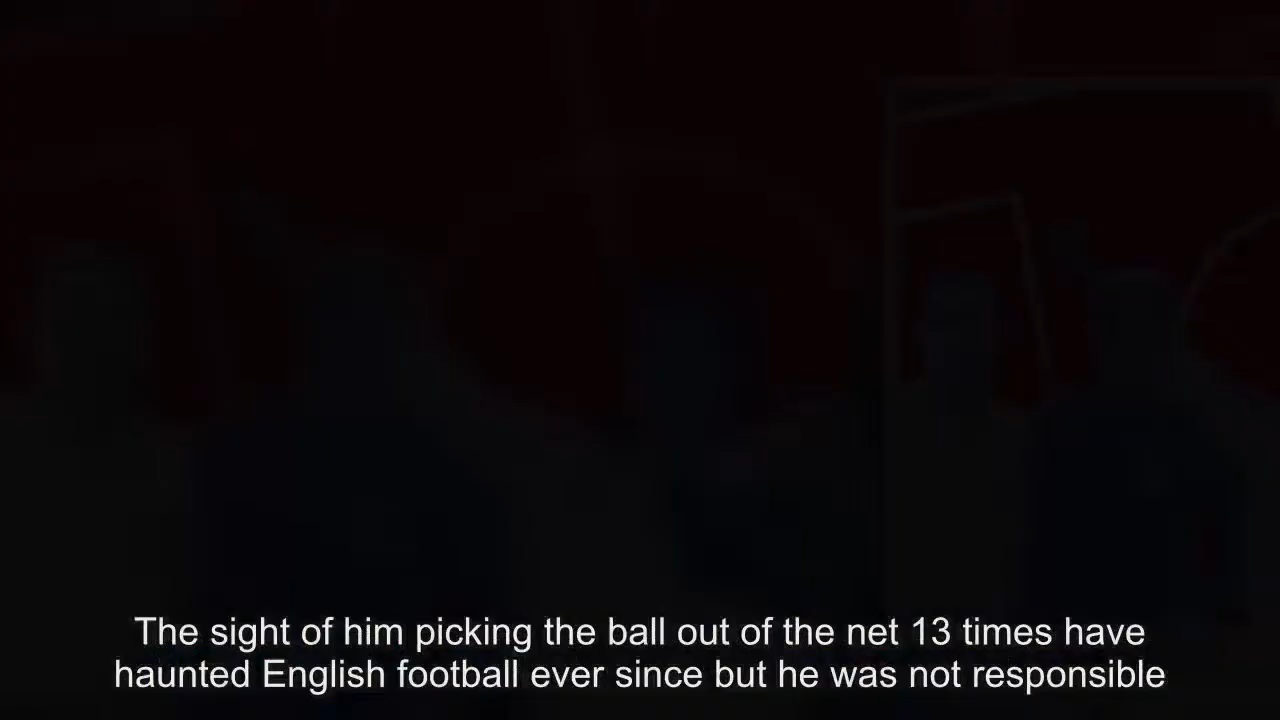 The sight of him picking the ball out of the net 13 times have
haunted English football ever since but he was not responsible